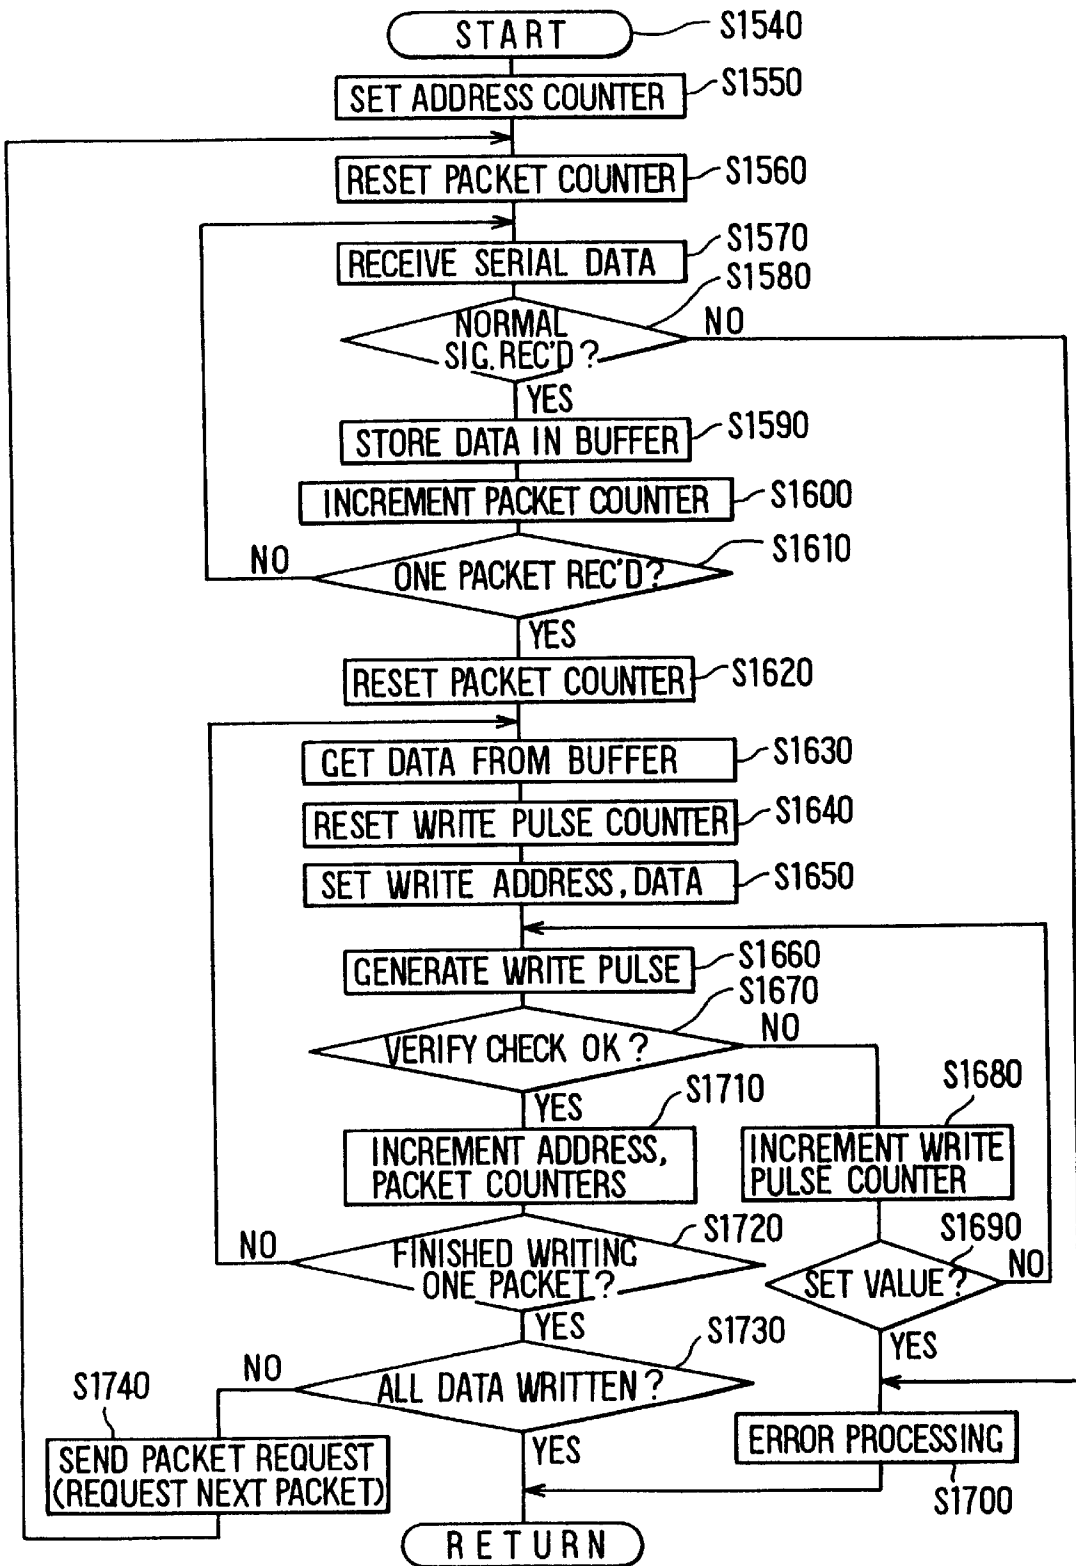 START
S1540
SET ADDRESS COUNTER
S1550
RESET PACKET COUNTER
S1560
RECEIVE SERIAL DATA
S1570
S1580
NORMAL
SIG. REC'D?
NO
YES
STORE DATA IN BUFFER
S1590
INCREMENT PACKET COUNTER
S1600
S1610
NO
ONE PACKET REC'D?
YES
RESET PACKET COUNTER
S1620
GET DATA FROM BUFFER
S1630
RESET WRITE PULSE COUNTER
S1640
SET WRITE ADDRESS, DATA
S1650
GENERATE WRITE PULSE
S1660
S1670
VERIFY CHECK OK?
NO
YES
S1710
S1680
INCREMENT ADDRESS,
PACKET COUNTERS
INCREMENT WRITE
PULSE COUNTER
S1720
S1690
NO
FINISHED WRITING
ONE PACKET?
SET VALUE?
NO
YES
YES
S1730
NO
ALL DATA WRITTEN?
S1740
YES
SEND PACKET REQUEST
(REQUEST NEXT PACKET)
ERROR PROCESSING
S1700
RETURN